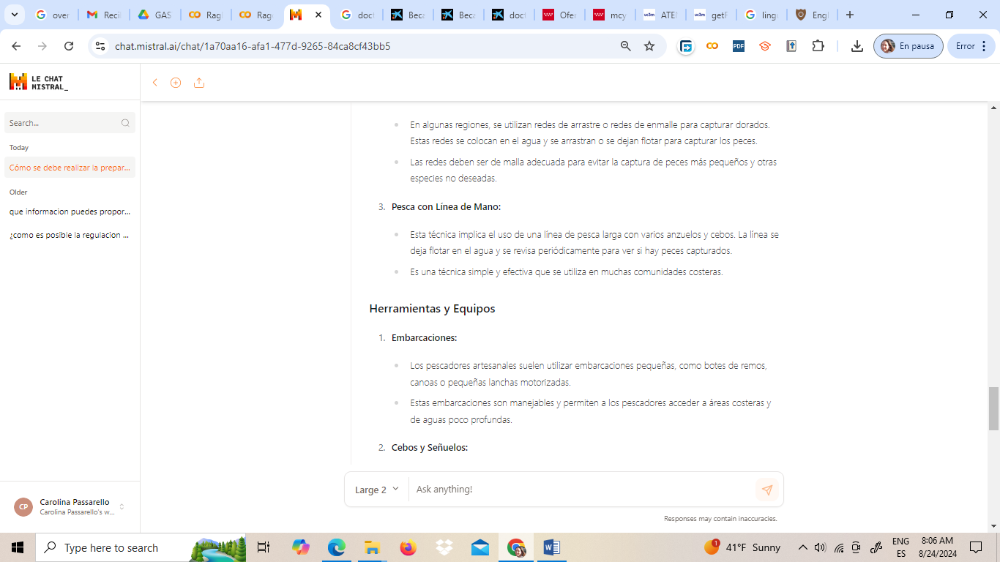 over
Reci
GAS
Rag
Rag
doct
Beca
Beca
doct
Ofer
mcy
ATE
getF
ling
Eng
chat.mistral.ai/chat/1a70aa16-afa1-477d-9265-84ca8cf43bb5
PDF
En pausa
Error
LE CHAT
MISTRAL_
Search...
Today
Cómo se debe realizar la prepar...
Older
que informacion puedes propor...
¿como es posible la regulacion ...
En algunas regiones, se utilizan redes de arrastre o redes de enmalle para capturar dorados.
Estas redes se colocan en el agua y se arrastran o se dejan flotar para capturar los peces.
Las redes deben ser de malla adecuada para evitar la captura de peces más pequeños y otras
especies no deseadas.
3. Pesca con Línea de Mano:
Esta técnica implica el uso de una línea de pesca larga con varios anzuelos y cebos. La línea se
deja flotar en el agua y se revisa periódicamente para ver si hay peces capturados.
Es una técnica simple y efectiva que se utiliza en muchas comunidades costeras.
Herramientas y Equipos
1. Embarcaciones:
Los pescadores artesanales suelen utilizar embarcaciones pequeñas, como botes de remos,
canoas o pequeñas lanchas motorizadas.
Estas embarcaciones son manejables y permiten a los pescadores acceder a áreas costeras y
de aguas poco profundas.
2. Cebos y Señuelos:
Large 2
Ask anything!
Responses may contain inaccuracies.
CP
Carolina Passarello
Carolina Passarello's w...
Type here to search
1
41°F Sunny
ENG
ES
8:06 AM
8/24/2024